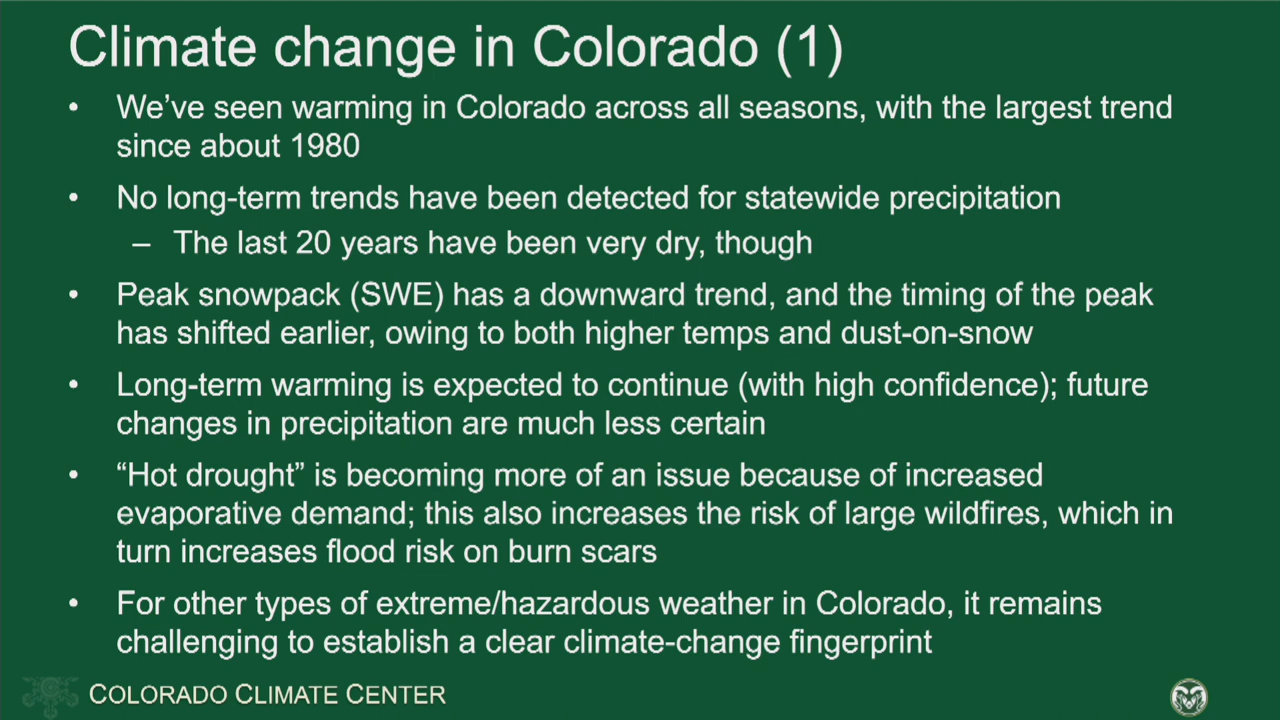 Climate change in Colorado (1)
• We’ve seen warming in Colorado across all seasons, with the largest trend
since about 1980
• No long-term trends have been detected for statewide precipitation
– The last 20 years have been very dry, though
• Peak snowpack (SWE) has a downward trend, and the timing of the peak
has shifted earlier, owing to both higher temps and dust-on-snow
• Long-term warming is expected to continue (with high confidence); future
changes in precipitation are much less certain
• “Hot drought” is becoming more of an issue because of increased
evaporative demand; this also increases the risk of large wildfires, which in
turn increases flood risk on burn scars
• For other types of extreme/hazardous weather in Colorado, it remains
challenging to establish a clear climate-change fingerprint
COLORADO CLIMATE CENTER